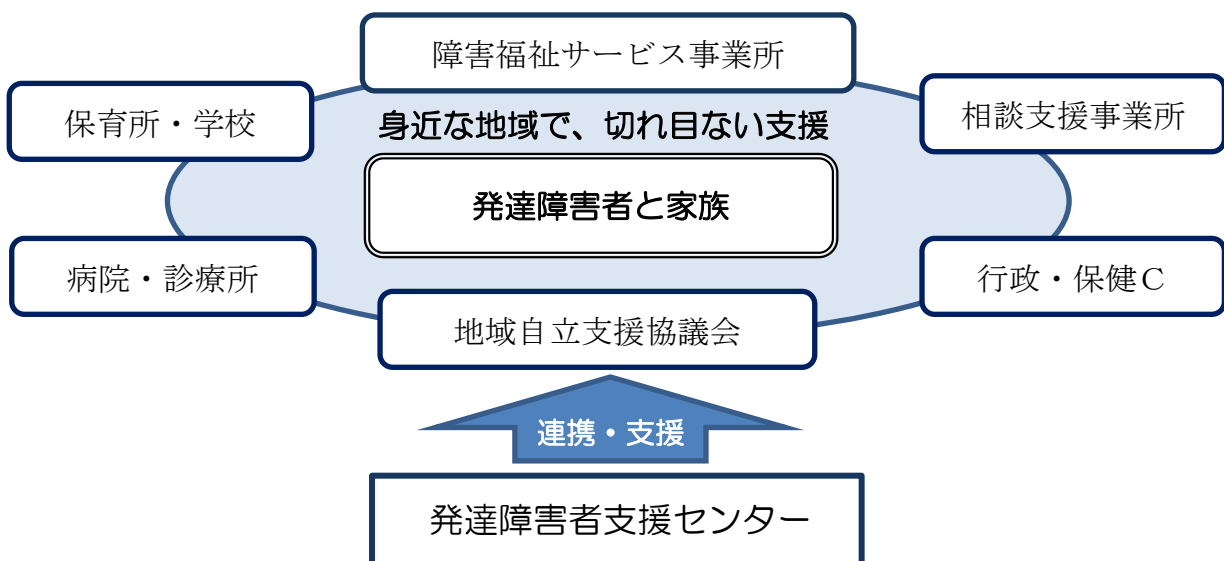 障害福祉サービス事業所
保育所・学校
相談支援事業所
身近な地域で、切れ目ない支援
発達障害者と家族
病院・診療所
行政・保健C
地域自立支援協議会
連携・支援
発達障害者支援センター